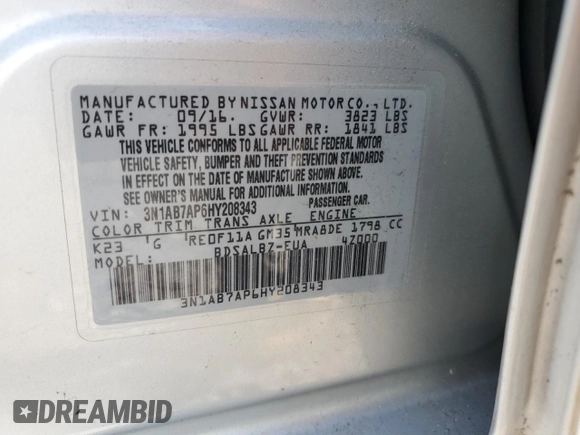 MANUFACTURED BY NISSAN MOTOR CO., LTD.
DATE: 09/16. GVWR: 3823 LBS
GAWR FR: 1995 LBS GAWR RR: 1841 LBS
THIS VEHICLE CONFORMS TO ALL APPLICABLE FEDERAL MOTOR
VEHICLE SAFETY, BUMPER AND THEFT PREVENTION STANDARDS
IN EFFECT ON THE DATE OF MANUFACTURE SHOWN ABOVE.
SEE OWNER'S MANUAL FOR ADDITIONAL INFORMATION.
VIN: 3N1AB7AP6HY208343 PASSENGER CAR.
COLOR TRIM TRANS AXLE ENGINE
K23 'G 'RE0F11A GM35 MRA8DE 1798 CC
MODEL: BDSALBZ-EUA 4Z000
3N1AB7AP6HY208343
DREAMBID